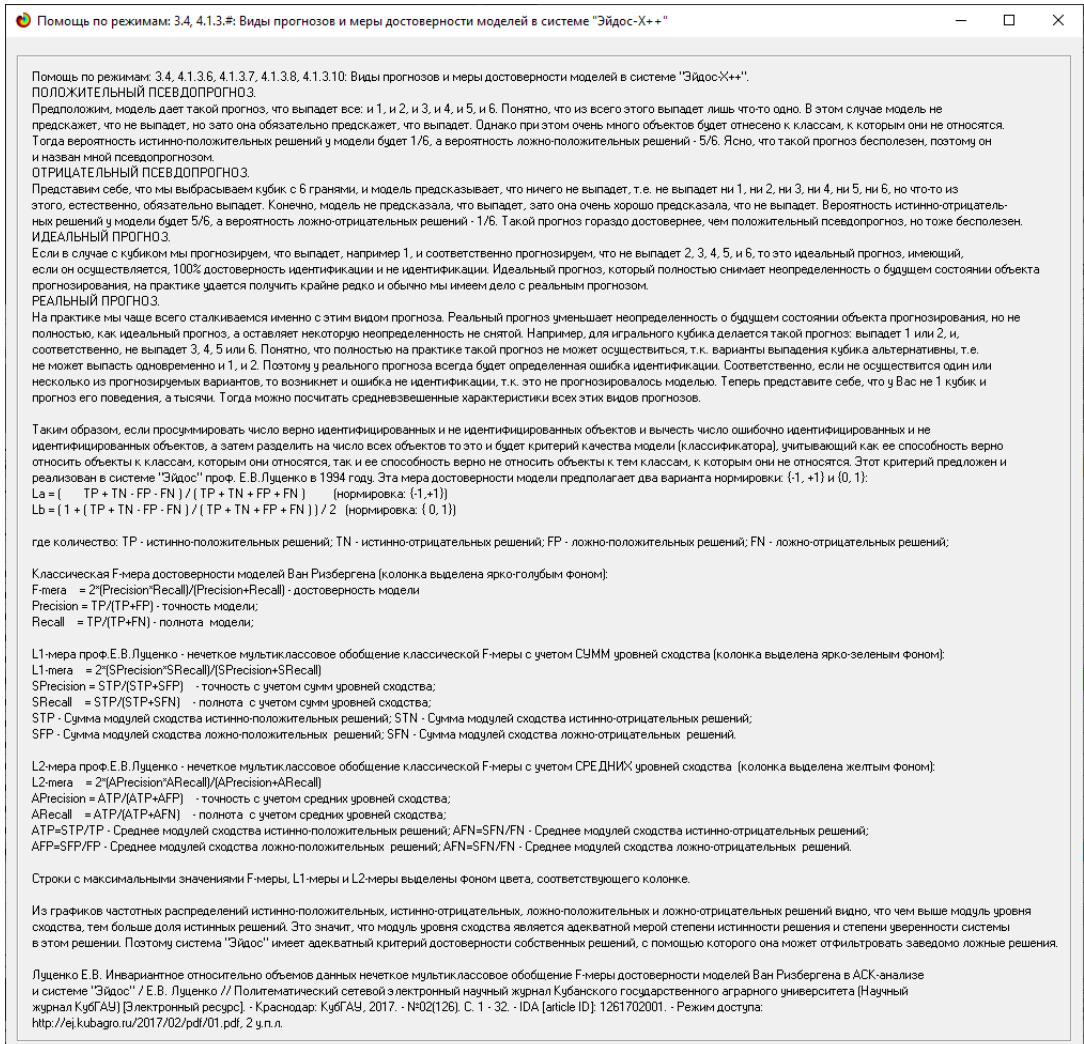 Помощь по режимам: 3.4, 4.1.3.#: Виды прогнозов и меры достоверности моделей в системе "Эйдос-X++"
Помощь по режимам: 3.4, 4.1.3.6, 4.1.3.7, 4.1.3.8, 4.1.3.10: Виды прогнозов и меры достоверности моделей в системе "Эйдос-X++".
ПОЛОЖИТЕЛЬНЫЙ ПСЕВДОПРОГНОЗ.
Предположим, модель дает такой прогноз, что выпадет все: и 1, и 2, и 3, и 4, и 5, и 6. Понятно, что из всего этого выпадет лишь что-то одно. В этом случае модель не
предскажет, что не выпадет, но зато она обязательно предскажет, что выпадет. Однако при этом очень много объектов будет отнесено к классам, к которым они не относятся.
Тогда вероятность истинно-положительных решений у модели будет 1/6, а вероятность ложно-положительных решений - 5/6. Ясно, что такой прогноз бесполезен, поэтому он
и назван мной псевдопрогнозом.
ОТРИЦАТЕЛЬНЫЙ ПСЕВДОПРОГНОЗ.
Представим себе, что мы выбрасываем кубик с 6 гранями, и модель предсказывает, что ничего не выпадет, т.е. не выпадет ни 1, ни 2, ни 3, ни 4, ни 5, ни 6, но что-то из
этого, естественно, обязательно выпадет. Конечно, модель не предсказала, что выпадет, зато она очень хорошо предсказала, что не выпадет. Вероятность истинно-отрицатель-
ных решений у модели будет 5/6, а вероятность ложно-отрицательных решений - 1/6. Такой прогноз гораздо достовернее, чем положительный псевдопрогноз, но тоже бесполезен.
ИДЕАЛЬНЫЙ ПРОГНОЗ.
Если в случае с кубиком мы прогнозируем, что выпадет, например 1, и соответственно прогнозируем, что не выпадет 2, 3, 4, 5, и 6, то это идеальный прогноз, имеющий,
если он осуществляется, 100% достоверность идентификации и не идентификации. Идеальный прогноз, который полностью снимает неопределенность о будущем состоянии объекта
прогнозирования, на практике удается получить крайне редко и обычно мы имеем дело с реальным прогнозом.
РЕАЛЬНЫЙ ПРОГНОЗ.
На практике мы чаще всего сталкиваемся именно с этим видом прогноза. Реальный прогноз уменьшает неопределенность о будущем состоянии объекта прогнозирования, но не
полностью, как идеальный прогноз, а оставляет некоторую неопределенность не снятой. Например, для игрального кубика делается такой прогноз: выпадет 1 или 2, и,
соответственно, не выпадет 3, 4, 5 или 6. Понятно, что полностью на практике такой прогноз не может осуществиться, т.к. варианты выпадения кубика альтернативны, т.е.
не может выпасть одновременно и 1, и 2. Поэтому у реального прогноза всегда будет определенная ошибка идентификации. Соответственно, если не осуществится один или
несколько из прогнозируемых вариантов, то возникнет и ошибка не идентификации, т.к. это не прогнозировалось моделью. Теперь представите себе, что у Вас не 1 кубик и
прогноз его поведения, а тысячи. Тогда можно посчитать средневзвешенные характеристики всех этих видов прогнозов.
Таким образом, если просуммировать число верно идентифицированных и не идентифицированных объектов и вычесть число ошибочно идентифицированных и не
идентифицированных объектов, а затем разделить на число всех объектов то это и будет критерий качества модели (классификатора), учитывающий как ее способность верно
относить объекты к классам, которым они относятся, так и ее способность верно не относить объекты к тем классам, к которым они не относятся. Этот критерий предложен и
реализован в системе "Эйдос" проф. Е.В.Луценко в 1994 году. Эта мера достоверности модели предполагает два варианта нормировки: {-1, +1} и {0, 1}:
La = ( TP + TN - FP - FN ) / ( TP + TN + FP + FN ) (нормировка: {-1,+1})
Lb = ( 1 + ( TP + TN - FP - FN ) / ( TP + TN + FP + FN ) ) / 2 (нормировка: { 0, 1})
где количество: TP - истинно-положительных решений; TN - истинно-отрицательных решений; FP - ложно-положительных решений; FN - ложно-отрицательных решений;
Классическая F-мера достоверности моделей Ван Ризбергена (колонка выделена ярко-голубым фоном):
F-mera = 2*(Precision*Recall)/(Precision+Recall) - достоверность модели
Precision = TP/(TP+FP) - точность модели;
Recall = TP/(TP+FN) - полнота модели;
L1-мера проф.Е.В.Луценко - нечеткое мультиклассовое обобщение классической F-меры с учетом СУММ уровней сходства (колонка выделена ярко-зеленым фоном):
L1-mera = 2*(SPrecision*SRecall)/(SPrecision+SRecall)
SPrecision = STP/(STP+SFP) - точность с учетом сумм уровней сходства;
SRecall = STP/(STP+SFN) - полнота с учетом сумм уровней сходства;
STP - Сумма модулей сходства истинно-положительных решений; STN - Сумма модулей сходства истинно-отрицательных решений;
SFP - Сумма модулей сходства ложно-положительных решений; SFN - Сумма модулей сходства ложно-отрицательных решений.
L2-мера проф.Е.В.Луценко - нечеткое мультиклассовое обобщение классической F-меры с учетом СРЕДНИХ уровней сходства (колонка выделена желтым фоном):
L2-mera = 2*(APrecision*ARecall)/(APrecision+ARecall)
APrecision = ATP/(ATP+AFP) - точность с учетом средних уровней сходства;
ARecall = ATP/(ATP+AFN) - полнота с учетом средних уровней сходства;
ATP=STP/TP - Среднее модулей сходства истинно-положительных решений; AFN=SFN/FN - Среднее модулей сходства истинно-отрицательных решений;
AFP=SFP/FP - Среднее модулей сходства ложно-положительных решений; AFN=SFN/FN - Среднее модулей сходства ложно-отрицательных решений.
Строки с максимальными значениями F-меры, L1-меры и L2-меры выделены фоном цвета, соответствующего колонке.
Из графиков частотных распределений истинно-положительных, истинно-отрицательных, ложно-положительных и ложно-отрицательных решений видно, что чем выше модуль уровня
сходства, тем больше доля истинных решений. Это значит, что модуль уровня сходства является адекватной мерой степени истинности решения и степени уверенности системы
в этом решении. Поэтому система "Эйдос" имеет адекватный критерий достоверности собственных решений, с помощью которого она может отфильтровать заведомо ложные решения.
Луценко Е.В. Инвариантное относительно объемов данных нечеткое мультиклассовое обобщение F-меры достоверности моделей Ван Ризбергена в АСК-анализе
и системе "Эйдос" / Е.В. Луценко // Политематический сетевой электронный научный журнал Кубанского государственного аграрного университета (Научный
журнал КубГАУ) [Электронный ресурс]. - Краснодар: КубГАУ, 2017. - №02(126). С. 1 - 32. - IDA [article ID]: 1261702001. - Режим доступа:
http://ej.kubagro.ru/2017/02/pdf/01.pdf, 2 у.п.л.